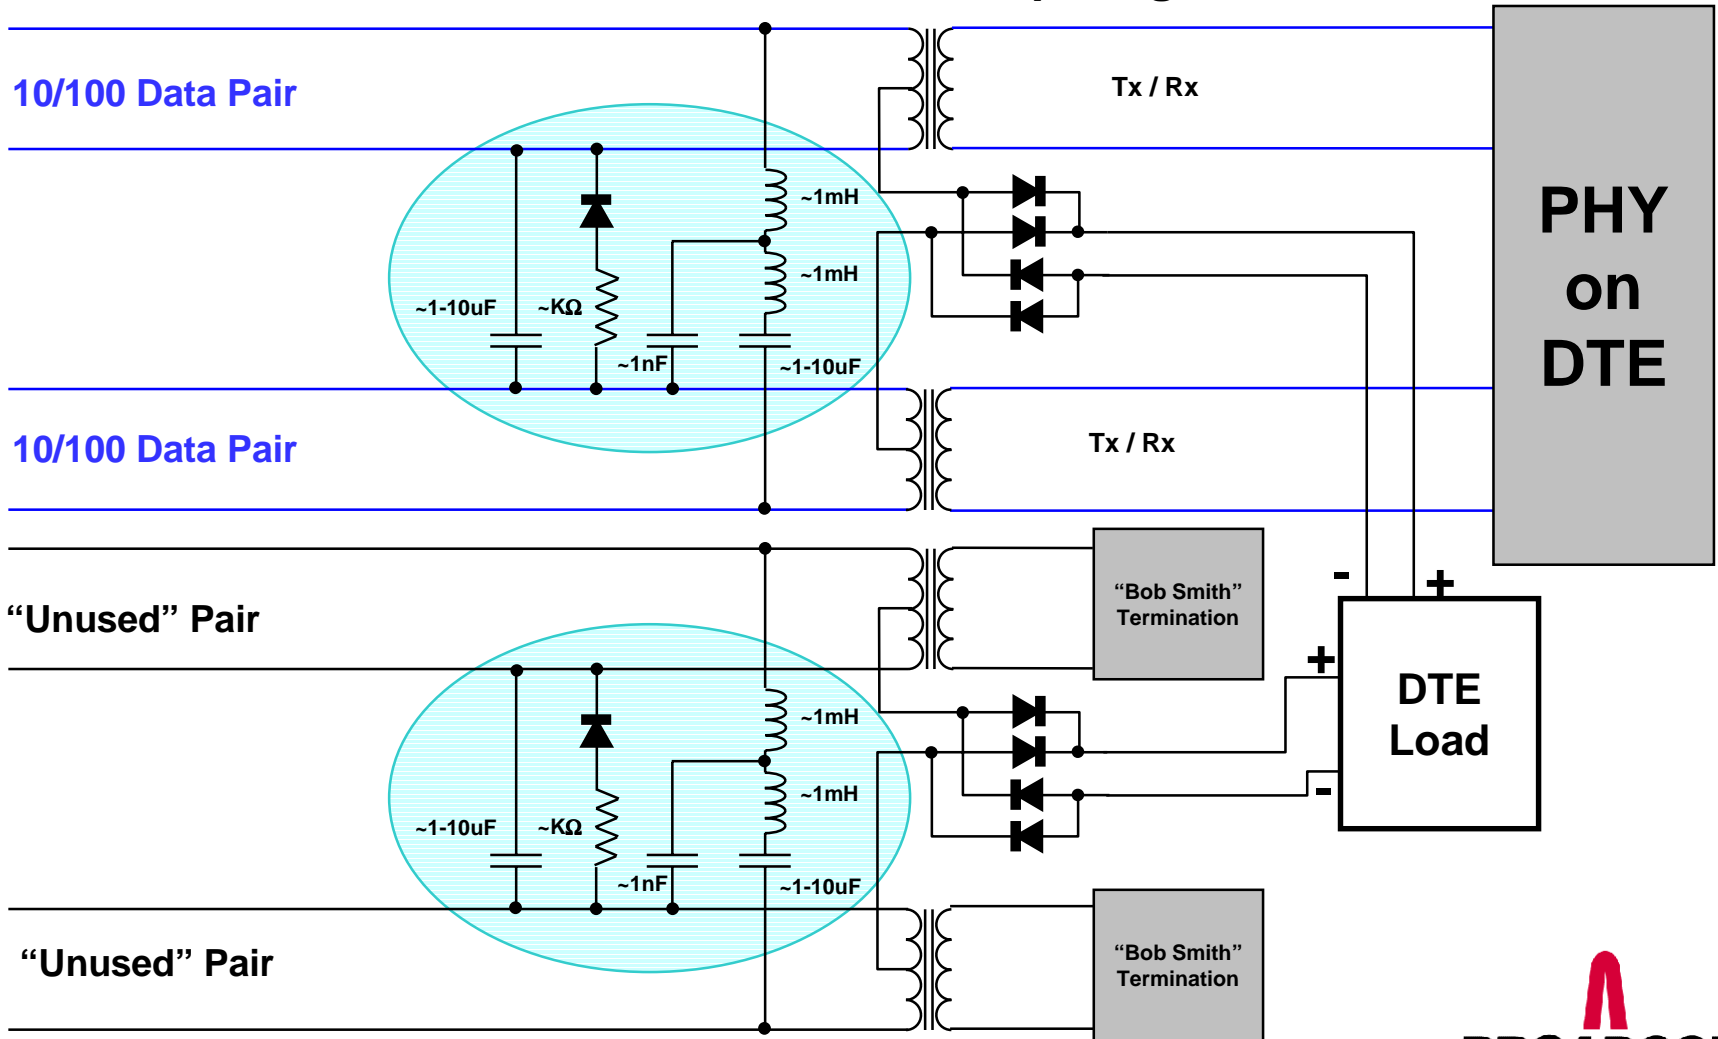 10/100 Data Pair
Tx / Rx
PHY
on
DTE
~1mH
~1mH
~1-10uF
~KΩ
~1nF
~1-10uF
10/100 Data Pair
Tx / Rx
“Unused” Pair
“Bob Smith”
Termination
- +
+
DTE
Load
-
~1mH
~1mH
~1-10uF
~KΩ
~1nF
~1-10uF
“Unused” Pair
“Bob Smith”
Termination